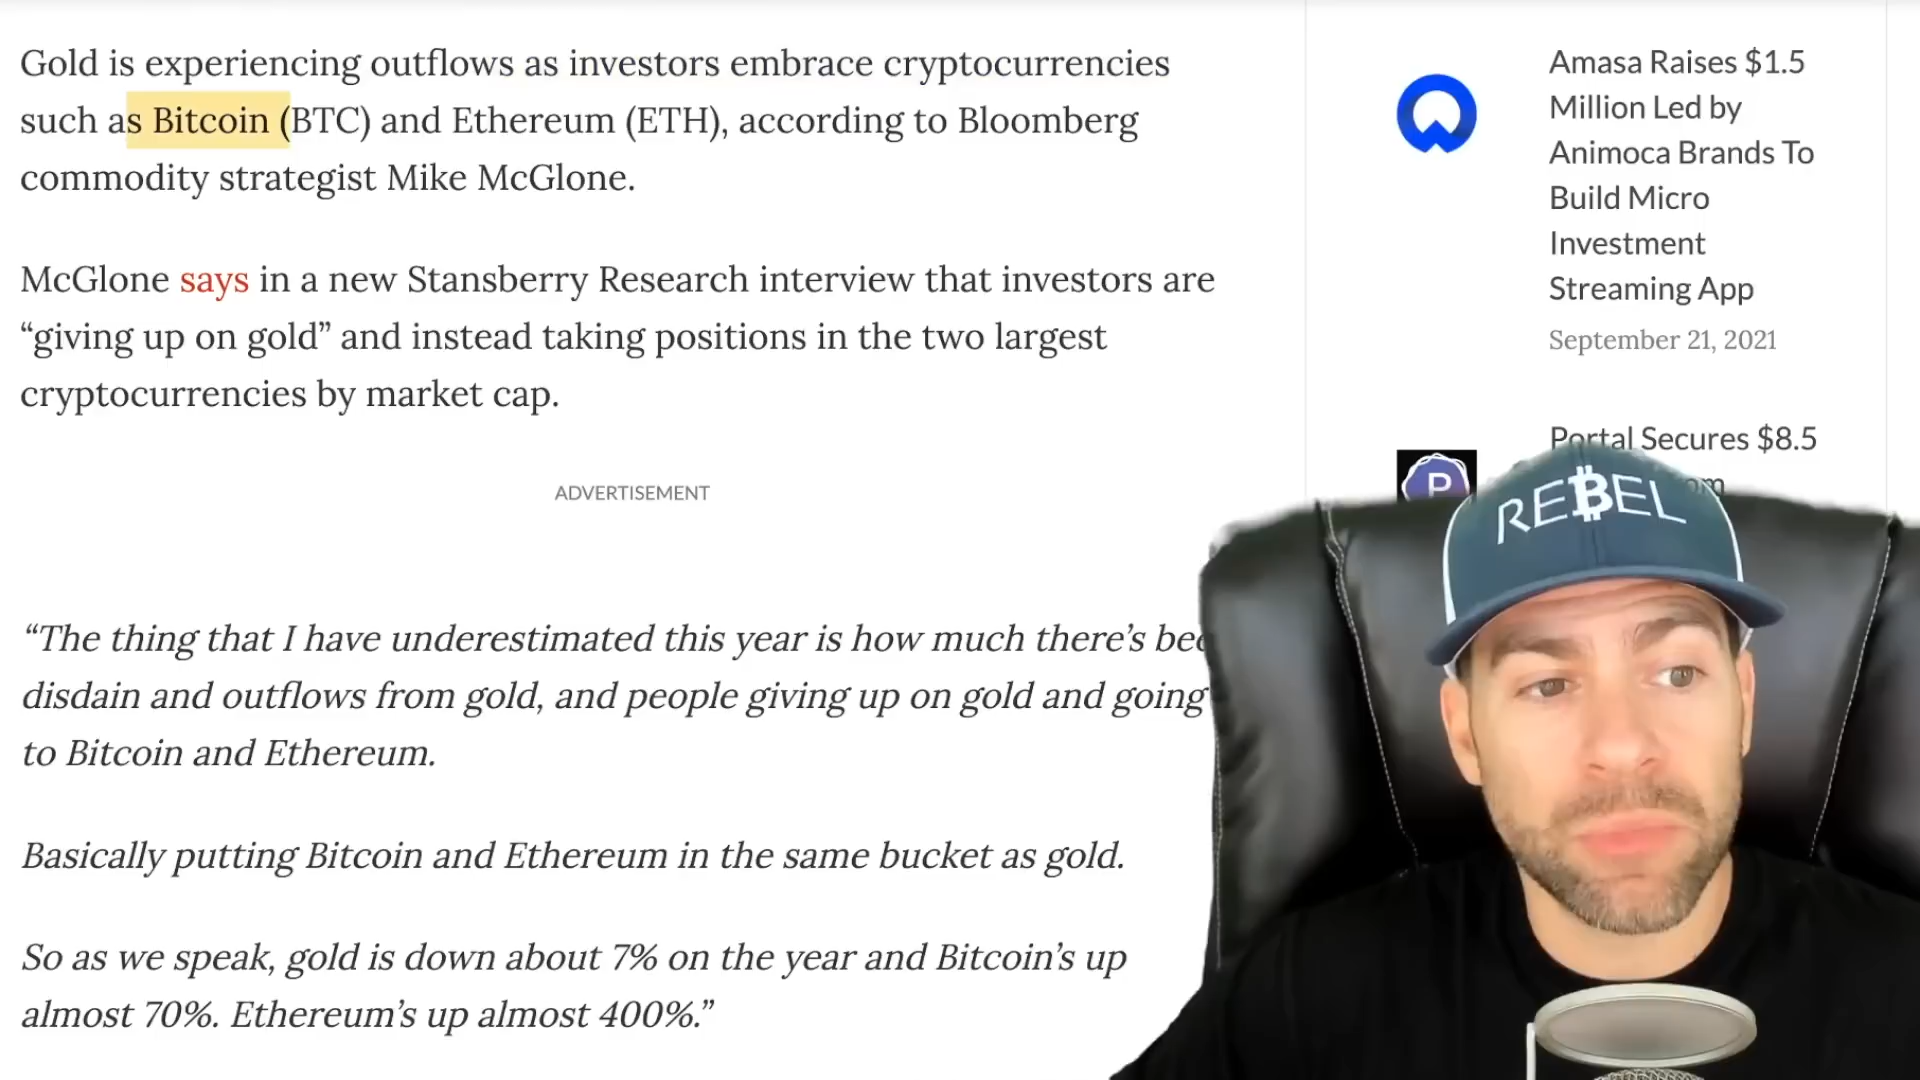 Gold is experiencing outflows as investors embrace cryptocurrencies
such as Bitcoin (BTC) and Ethereum (ETH), according to Bloomberg
commodity strategist Mike McGlone.
McGlone says in a new Stansberry Research interview that investors are
“giving up on gold” and instead taking positions in the two largest
cryptocurrencies by market cap.
ADVERTISEMENT
“The thing that I have underestimated this year is how much there’s
disdain and outflows from gold, and people giving up on gold and going
to Bitcoin and Ethereum.
Basically putting Bitcoin and Ethereum in the same bucket as gold.
So as we speak, gold is down about 7% on the year and Bitcoin’s up
almost 70%. Ethereum’s up almost 400%.”
Amasa Raises $1.5
Million Led by
Animoca Brands To
Build Micro
Investment
Streaming App
September 21, 2021
P
Portal Secures $8.5
REBEL